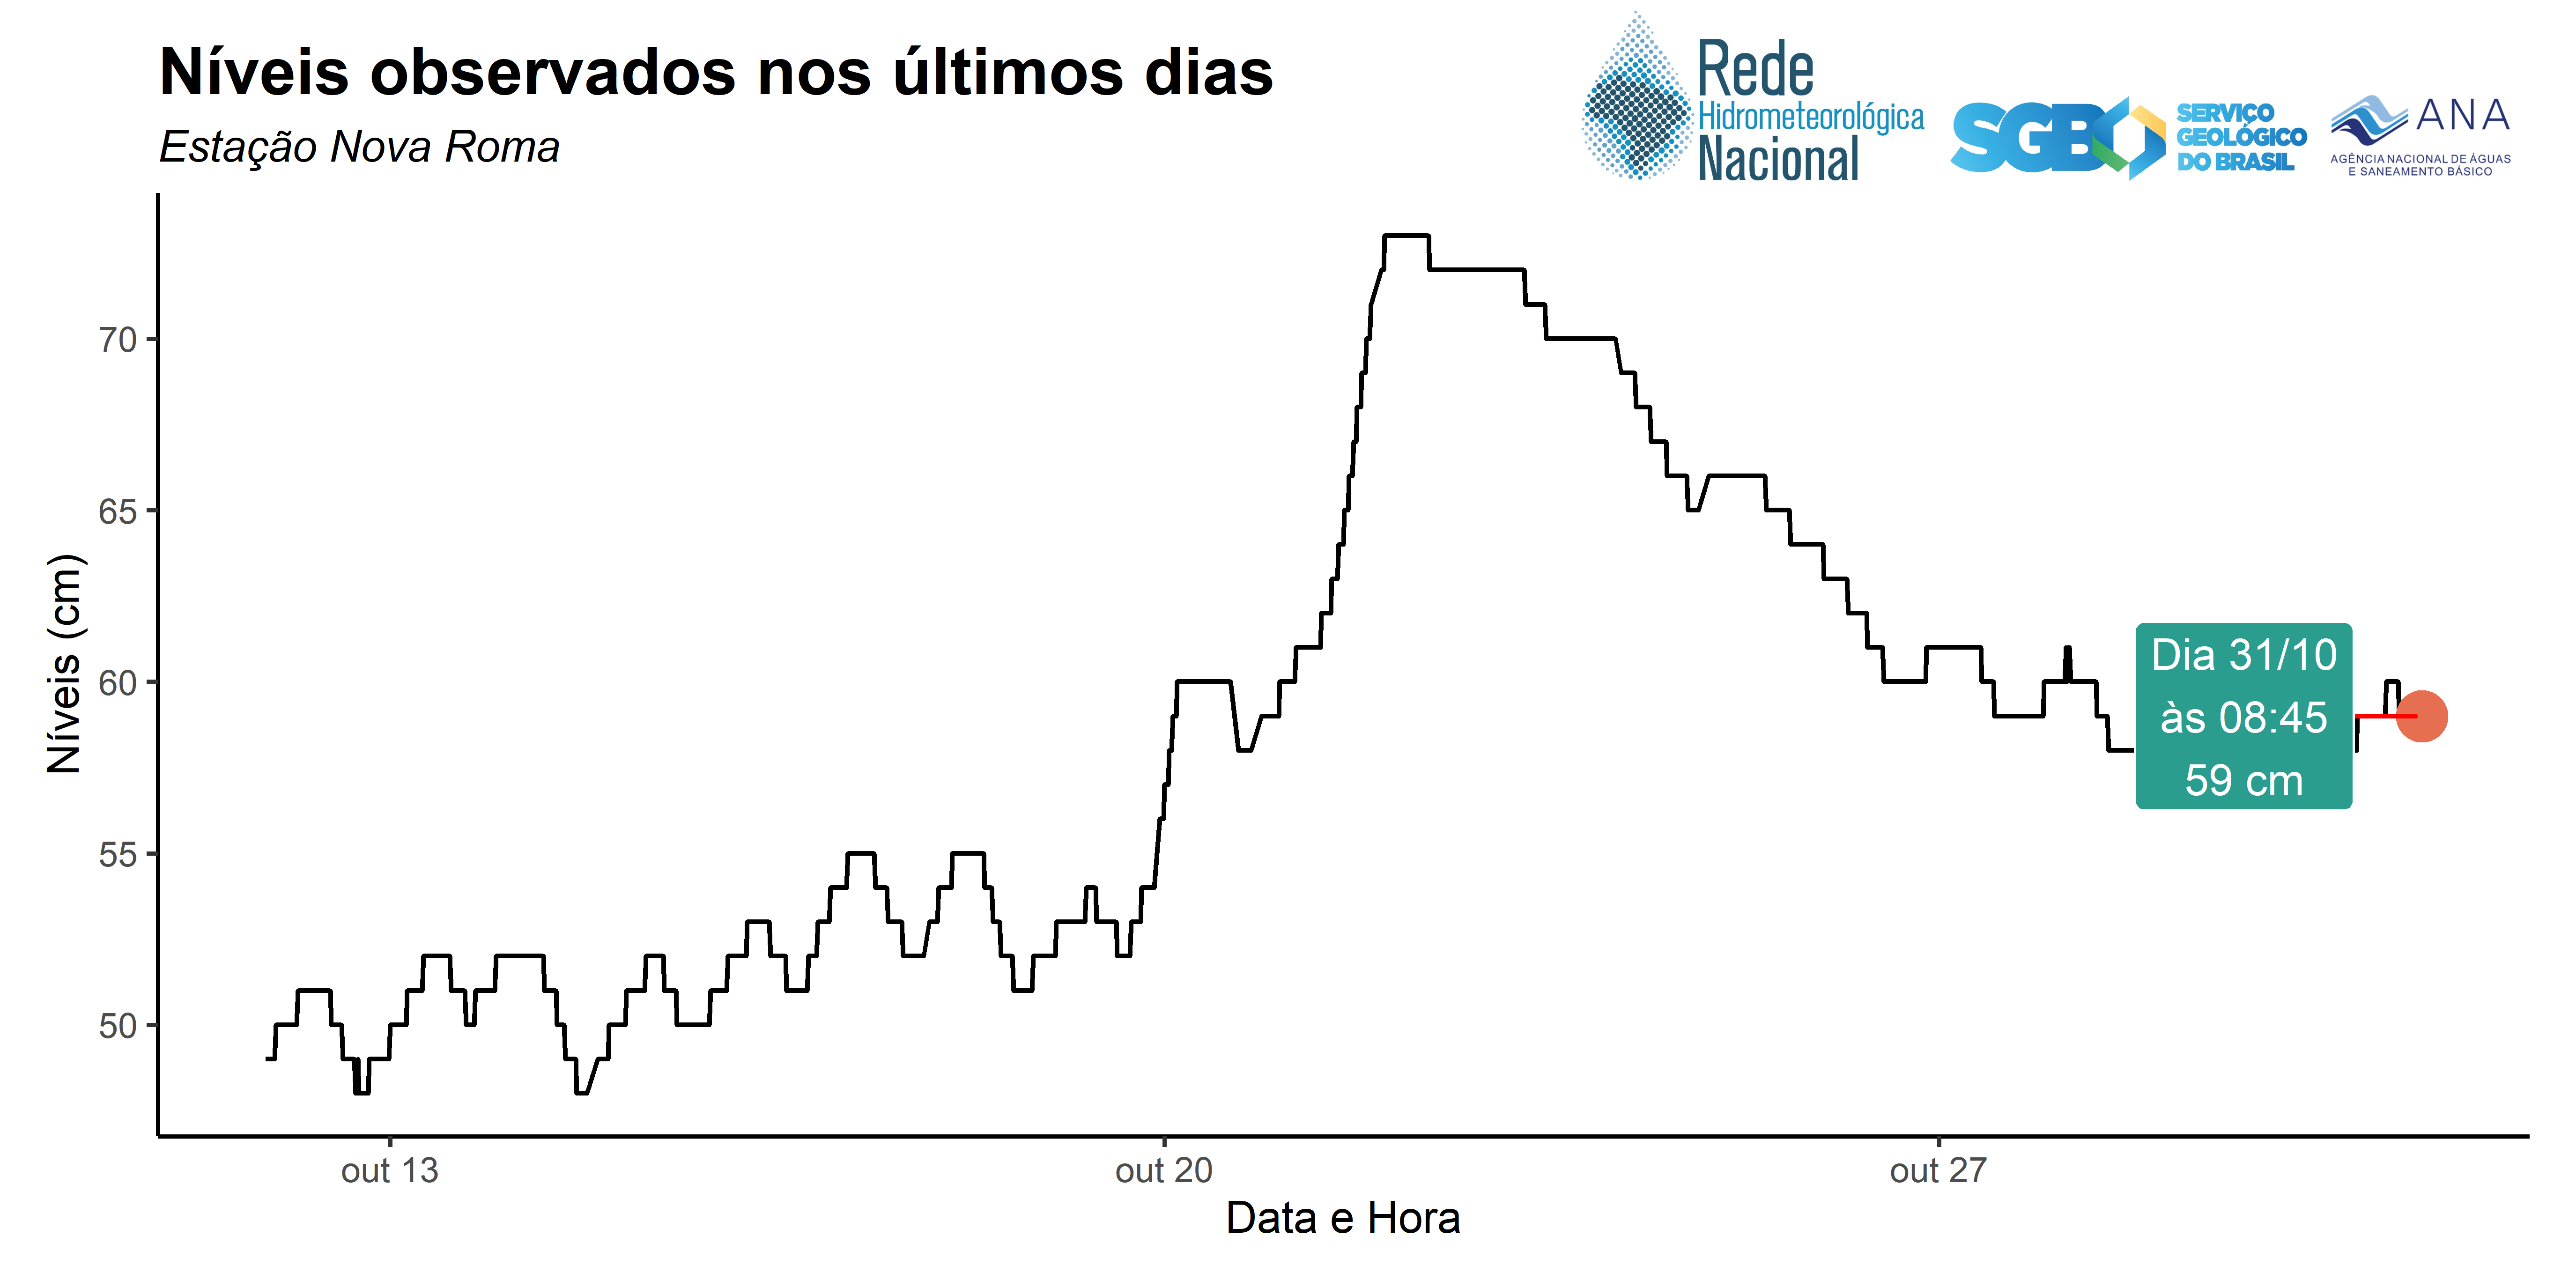 Níveis observados nos últimos dias
Estação Nova Roma
Rede
Hidrometeorológica
Nacional
SGB
SERVIÇO
GEOLÓGICO
DO BRASIL
ANA
AGÊNCIA NACIONAL DE ÁGUAS
E SANEAMENTO BÁSICO
Níveis (cm)
70
65
60
55
50
Dia 31/10
às 08:45
59 cm
out 13
out 20
out 27
Data e Hora